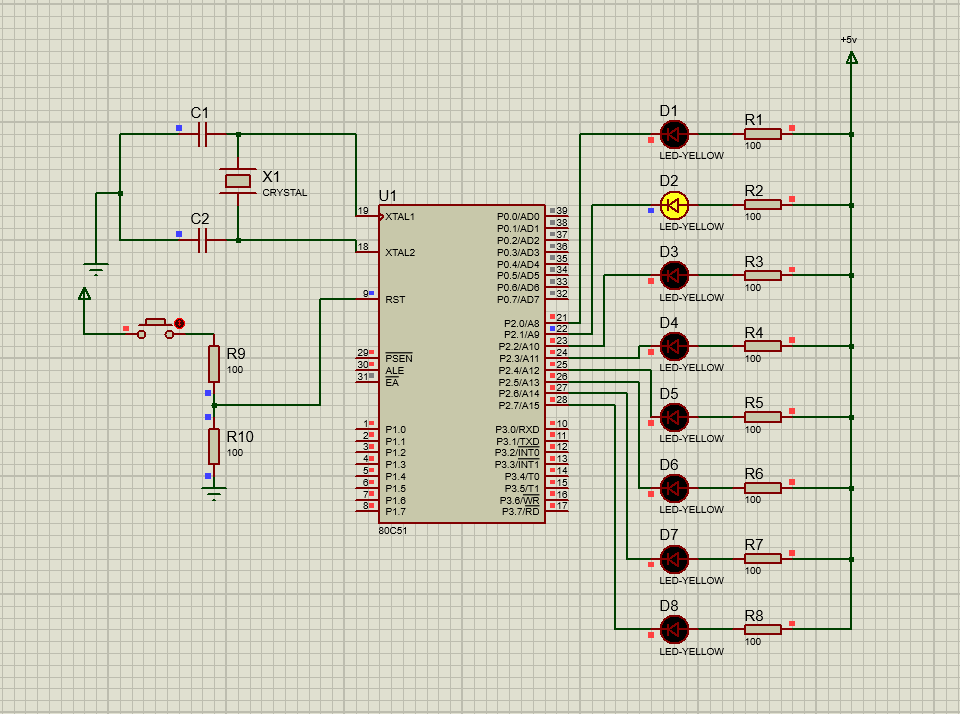 +5v
C1
X1
CRYSTAL
C2
R9
100
R10
100
U1
19 XTAL1
18 XTAL2
9 RST
29 PSEN
30 ALE
31 EA
1 P1.0
2 P1.1
3 P1.2
4 P1.3
5 P1.4
6 P1.5
7 P1.6
8 P1.7
P0.0/AD0 39
P0.1/AD1 38
P0.2/AD2 37
P0.3/AD3 36
P0.4/AD4 35
P0.5/AD5 34
P0.6/AD6 33
P0.7/AD7 32
P2.0/A8 21
P2.1/A9 22
P2.2/A10 23
P2.3/A11 24
P2.4/A12 25
P2.5/A13 26
P2.6/A14 27
P2.7/A15 28
P3.0/RXD 10
P3.1/TXD 11
P3.2/INT0 12
P3.3/INT1 13
P3.4/T0 14
P3.5/T1 15
P3.6/WR 16
P3.7/RD 17
80C51
D1
LED-YELLOW
R1
100
D2
LED-YELLOW
R2
100
D3
LED-YELLOW
R3
100
D4
LED-YELLOW
R4
100
D5
LED-YELLOW
R5
100
D6
LED-YELLOW
R6
100
D7
LED-YELLOW
R7
100
D8
LED-YELLOW
R8
100